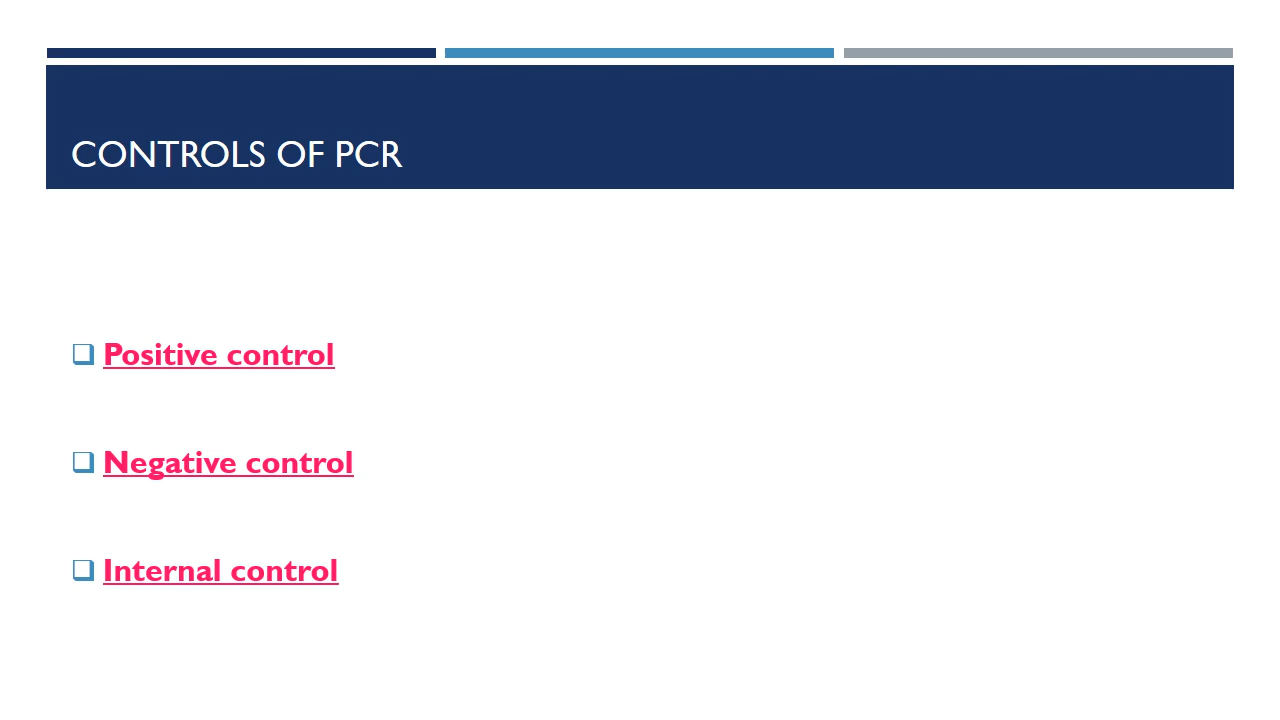 CONTROLS OF PCR
Positive control
Negative control
Internal control